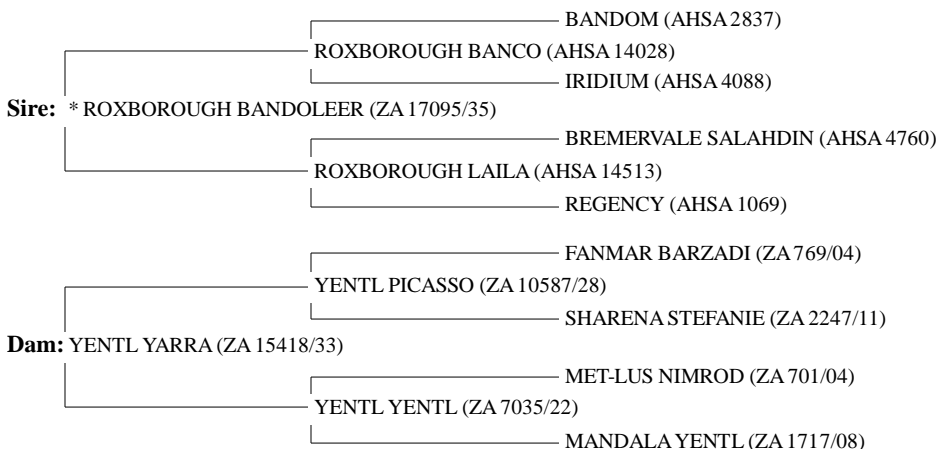 BANDOM (AHSA 2837)
ROXBOROUGH BANCO (AHSA 14028)
IRIDIUM (AHSA 4088)
Sire: * ROXBOROUGH BANDOLEER (ZA 17095/35)
BREMERVALE SALAHDIN (AHSA 4760)
ROXBOROUGH LAILA (AHSA 14513)
REGENCY (AHSA 1069)
FANMAR BARZADI (ZA 769/04)
YENTL PICASSO (ZA 10587/28)
SHARENA STEFANIE (ZA 2247/11)
Dam: YENTL YARRA (ZA 15418/33)
MET-LUS NIMROD (ZA 701/04)
YENTL YENTL (ZA 7035/22)
MANDALA YENTL (ZA 1717/08)